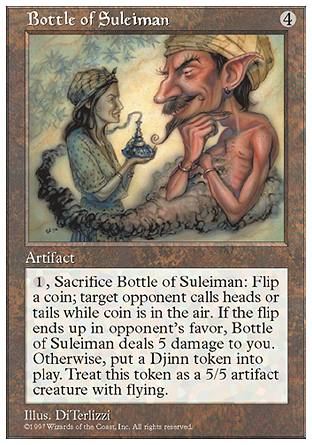 Bottle of Suleiman 4
Artifact
1, Sacrifice Bottle of Suleiman: Flip
a coin; target opponent calls heads or
tails while coin is in the air. If the flip
ends up in opponent's favor, Bottle
of Suleiman deals 5 damage to you.
Otherwise, put a Djinn token into
play. Treat this token as a 5/5 artifact
creature with flying.
Illus. DiTerlizzi
©1997 Wizards of the Coast, Inc. All rights reserved.